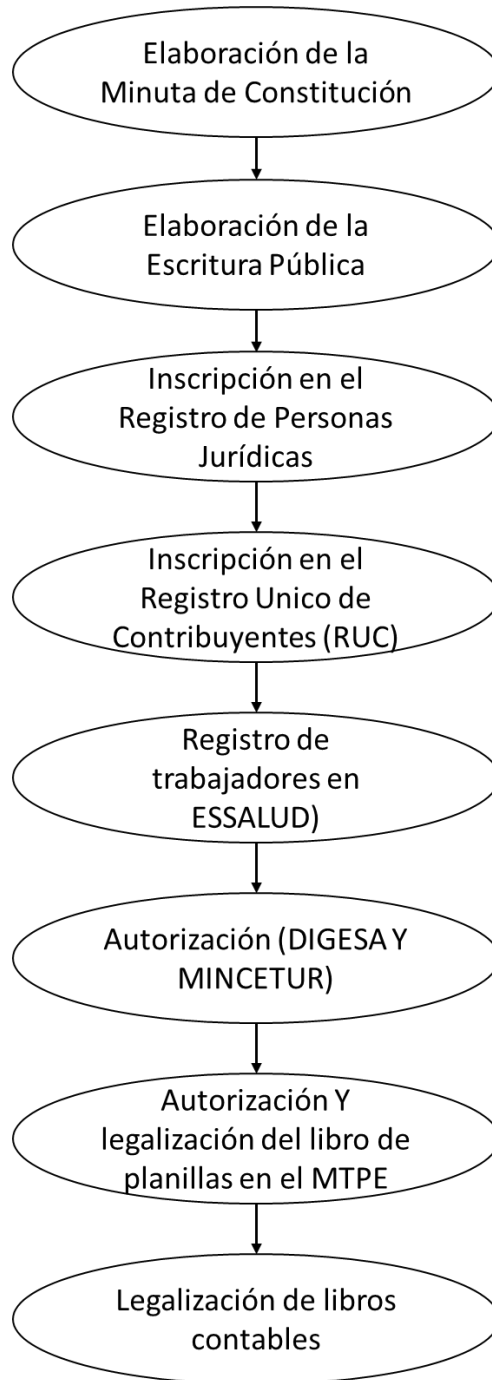 Elaboración de la
Minuta de Constitución
Elaboración de la
Escritura Pública
Inscripción en el
Registro de Personas
Jurídicas
Inscripción en el
Registro Unico de
Contribuyentes (RUC)
Registro de
trabajadores en
ESSALUD)
Autorización (DIGESA Y
MINCETUR)
Autorización Y
legalización del libro de
planillas en el MTPE
Legalización de libros
contables